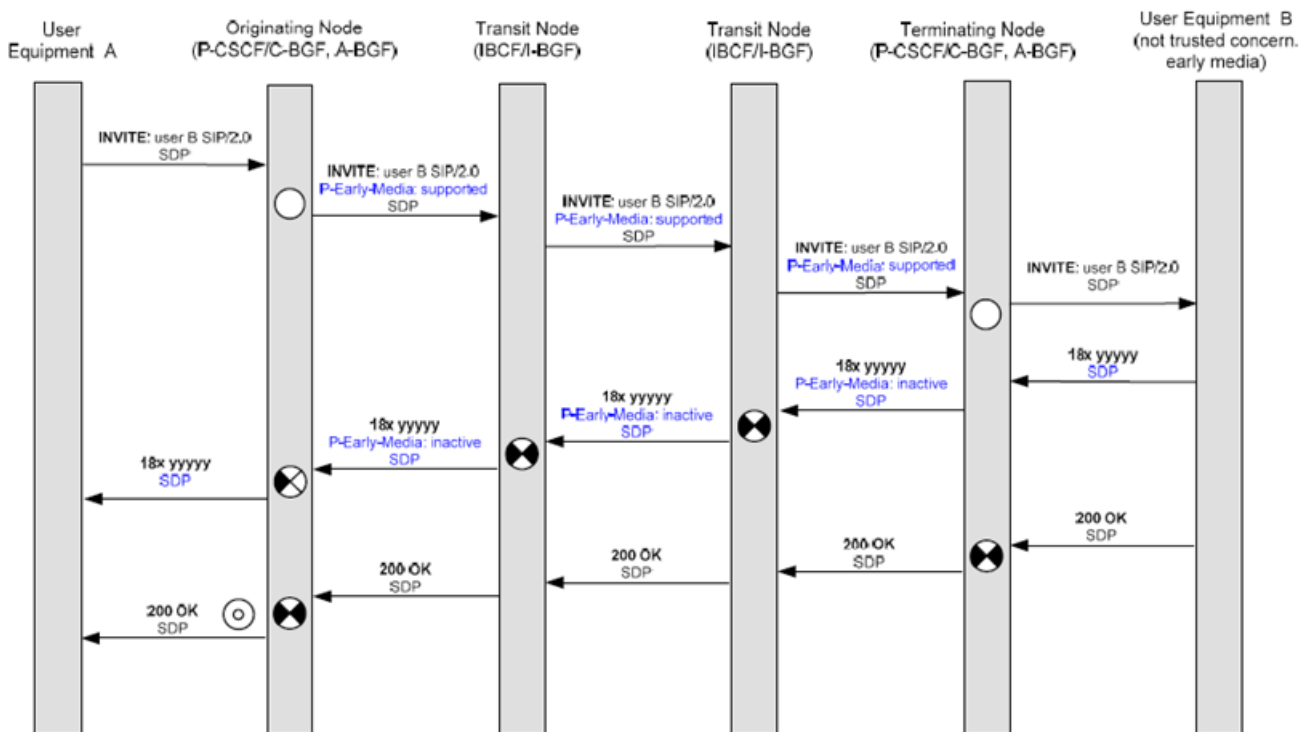 User
Equipment A
Originating Node
(P-CSCF/C-BGF, A-BGF)
Transit Node
(IBCF/I-BGF)
Transit Node
(IBCF/I-BGF)
Terminating Node
(P-CSCF/C-BGF, A-BGF)
User Equipment B
(not trusted concern.
early media)
INVITE: user B SIP/2.0
SDP
INVITE: user B SIP/2.0
P-Early-Media: supported
SDP
INVITE: user B SIP/2.0
P-Early-Media: supported
SDP
INVITE: user B SIP/2.0
P-Early-Media: supported
SDP
INVITE: user B SIP/2.0
SDP
18x yyyyy
SDP
18x yyyyy
P-Early-Media: inactive
SDP
18x yyyyy
P-Early-Media: inactive
SDP
18x yyyyy
P-Early-Media: inactive
SDP
18x yyyyy
SDP
200 OK
SDP
200 OK
SDP
200 OK
SDP
200 OK
SDP
200 OK
SDP